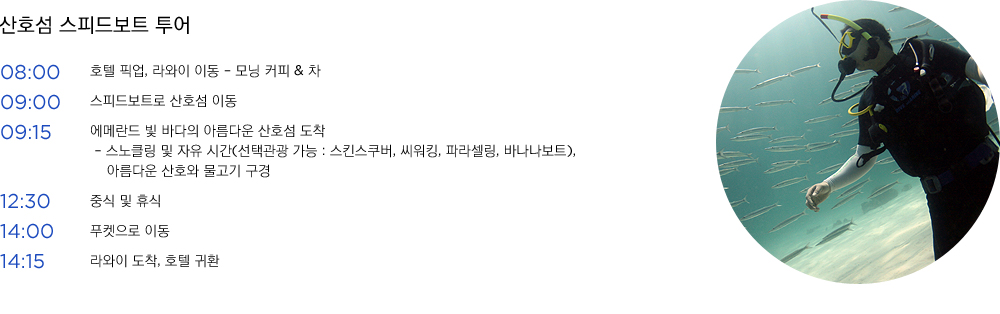 산호섬 스피드보트 투어
08:00 호텔 픽업, 라와이 이동 - 모닝 커피 & 차
09:00 스피드보트로 산호섬 이동
09:15 에메란드 빛 바다의 아름다운 산호섬 도착
- 스노클링 및 자유 시간(선택관광 가능 : 스킨스쿠버, 씨워킹, 파라셀링, 바나나보트),
아름다운 산호와 물고기 구경
12:30 중식 및 휴식
14:00 푸켓으로 이동
14:15 라와이 도착, 호텔 귀환